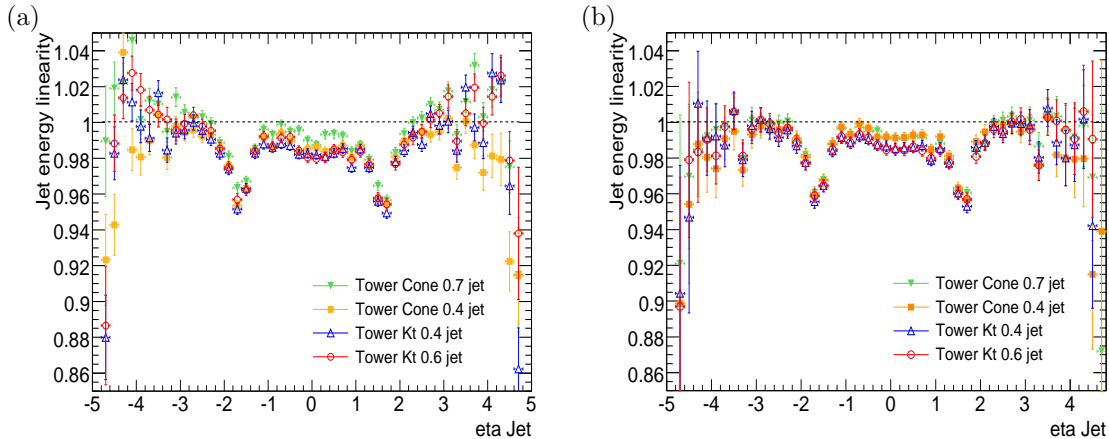 (a)
Jet energy linearity
1.04
1.02
1
0.98
0.96
0.94
0.92
0.9
0.88
0.86
Tower Cone 0.7 jet
Tower Cone 0.4 jet
Tower Kt 0.4 jet
Tower Kt 0.6 jet
-5 -4 -3 -2 -1 0 1 2 3 4 5
eta Jet
(b)
Jet energy linearity
1.04
1.02
1
0.98
0.96
0.94
0.92
0.9
0.88
0.86
Tower Cone 0.7 jet
Tower Cone 0.4 jet
Tower Kt 0.4 jet
Tower Kt 0.6 jet
-5 -4 -3 -2 -1 0 1 2 3 4
eta Jet